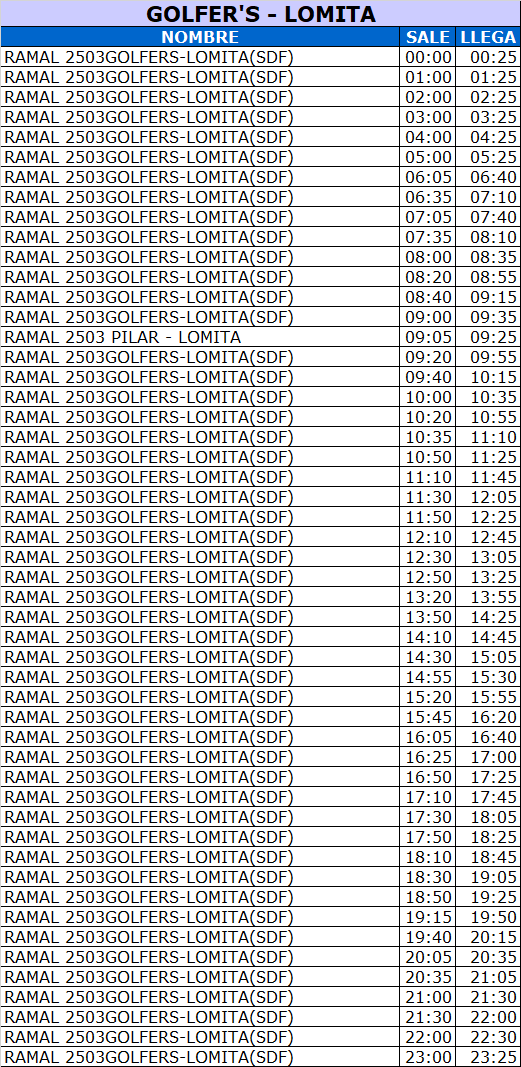 GOLFER'S - LOMITA
NOMBRE SALE LLEGA
RAMAL 2503GOLFERS-LOMITA(SDF) 00:00 00:25
RAMAL 2503GOLFERS-LOMITA(SDF) 01:00 01:25
RAMAL 2503GOLFERS-LOMITA(SDF) 02:00 02:25
RAMAL 2503GOLFERS-LOMITA(SDF) 03:00 03:25
RAMAL 2503GOLFERS-LOMITA(SDF) 04:00 04:25
RAMAL 2503GOLFERS-LOMITA(SDF) 05:00 05:25
RAMAL 2503GOLFERS-LOMITA(SDF) 06:05 06:40
RAMAL 2503GOLFERS-LOMITA(SDF) 06:35 07:10
RAMAL 2503GOLFERS-LOMITA(SDF) 07:05 07:40
RAMAL 2503GOLFERS-LOMITA(SDF) 07:35 08:10
RAMAL 2503GOLFERS-LOMITA(SDF) 08:00 08:35
RAMAL 2503GOLFERS-LOMITA(SDF) 08:20 08:55
RAMAL 2503GOLFERS-LOMITA(SDF) 08:40 09:15
RAMAL 2503GOLFERS-LOMITA(SDF) 09:00 09:35
RAMAL 2503 PILAR - LOMITA 09:05 09:25
RAMAL 2503GOLFERS-LOMITA(SDF) 09:20 09:55
RAMAL 2503GOLFERS-LOMITA(SDF) 09:40 10:15
RAMAL 2503GOLFERS-LOMITA(SDF) 10:00 10:35
RAMAL 2503GOLFERS-LOMITA(SDF) 10:20 10:55
RAMAL 2503GOLFERS-LOMITA(SDF) 10:35 11:10
RAMAL 2503GOLFERS-LOMITA(SDF) 10:50 11:25
RAMAL 2503GOLFERS-LOMITA(SDF) 11:10 11:45
RAMAL 2503GOLFERS-LOMITA(SDF) 11:30 12:05
RAMAL 2503GOLFERS-LOMITA(SDF) 11:50 12:25
RAMAL 2503GOLFERS-LOMITA(SDF) 12:10 12:45
RAMAL 2503GOLFERS-LOMITA(SDF) 12:30 13:05
RAMAL 2503GOLFERS-LOMITA(SDF) 12:50 13:25
RAMAL 2503GOLFERS-LOMITA(SDF) 13:20 13:55
RAMAL 2503GOLFERS-LOMITA(SDF) 13:50 14:25
RAMAL 2503GOLFERS-LOMITA(SDF) 14:10 14:45
RAMAL 2503GOLFERS-LOMITA(SDF) 14:30 15:05
RAMAL 2503GOLFERS-LOMITA(SDF) 14:55 15:30
RAMAL 2503GOLFERS-LOMITA(SDF) 15:20 15:55
RAMAL 2503GOLFERS-LOMITA(SDF) 15:45 16:20
RAMAL 2503GOLFERS-LOMITA(SDF) 16:05 16:40
RAMAL 2503GOLFERS-LOMITA(SDF) 16:25 17:00
RAMAL 2503GOLFERS-LOMITA(SDF) 16:50 17:25
RAMAL 2503GOLFERS-LOMITA(SDF) 17:10 17:45
RAMAL 2503GOLFERS-LOMITA(SDF) 17:30 18:05
RAMAL 2503GOLFERS-LOMITA(SDF) 17:50 18:25
RAMAL 2503GOLFERS-LOMITA(SDF) 18:10 18:45
RAMAL 2503GOLFERS-LOMITA(SDF) 18:30 19:05
RAMAL 2503GOLFERS-LOMITA(SDF) 18:50 19:25
RAMAL 2503GOLFERS-LOMITA(SDF) 19:15 19:50
RAMAL 2503GOLFERS-LOMITA(SDF) 19:40 20:15
RAMAL 2503GOLFERS-LOMITA(SDF) 20:05 20:35
RAMAL 2503GOLFERS-LOMITA(SDF) 20:35 21:05
RAMAL 2503GOLFERS-LOMITA(SDF) 21:00 21:30
RAMAL 2503GOLFERS-LOMITA(SDF) 21:30 22:00
RAMAL 2503GOLFERS-LOMITA(SDF) 22:00 22:30
RAMAL 2503GOLFERS-LOMITA(SDF) 23:00 23:25